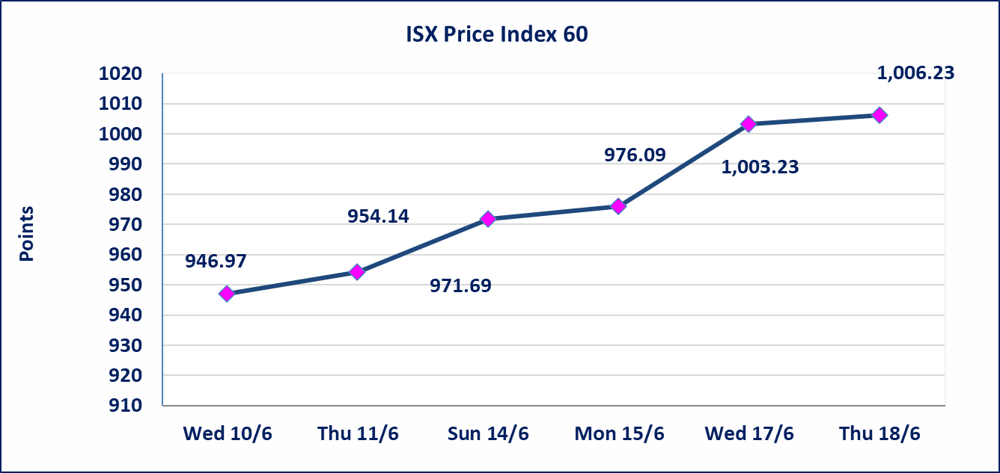 ISX Price Index 60
Points
1020
1010
1000
990
980
970
960
950
940
930
920
910
946.97
954.14
971.69
976.09
1,003.23
1,006.23
Wed 10/6
Thu 11/6
Sun 14/6
Mon 15/6
Wed 17/6
Thu 18/6